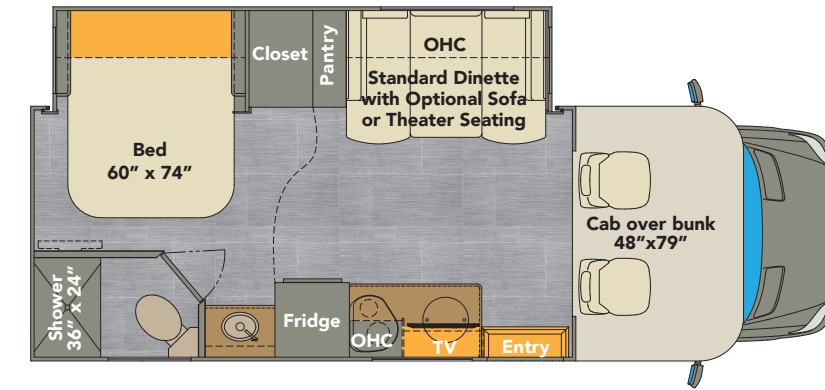 Closet
Pantry
OHC
Standard Dinette
with Optional Sofa
or Theater Seating
Bed
60” x 74”
Cab over bunk
48”x79”
Shower
36” x 24”
Fridge
OHC
TV
Entry